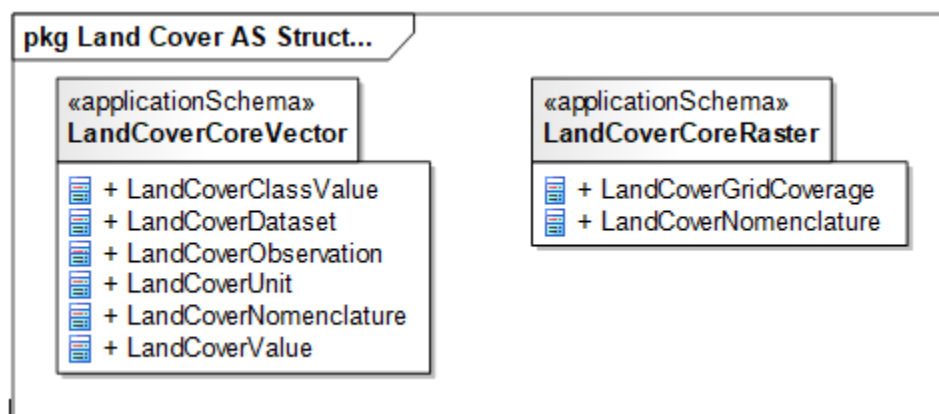 pkg Land Cover AS Struct...
«applicationSchema»
LandCoverCoreVector
+ LandCoverClassValue
+ LandCoverDataset
+ LandCoverObservation
+ LandCoverUnit
+ LandCoverNomenclature
+ LandCoverValue
«applicationSchema»
LandCoverCoreRaster
+ LandCoverGridCoverage
+ LandCoverNomenclature